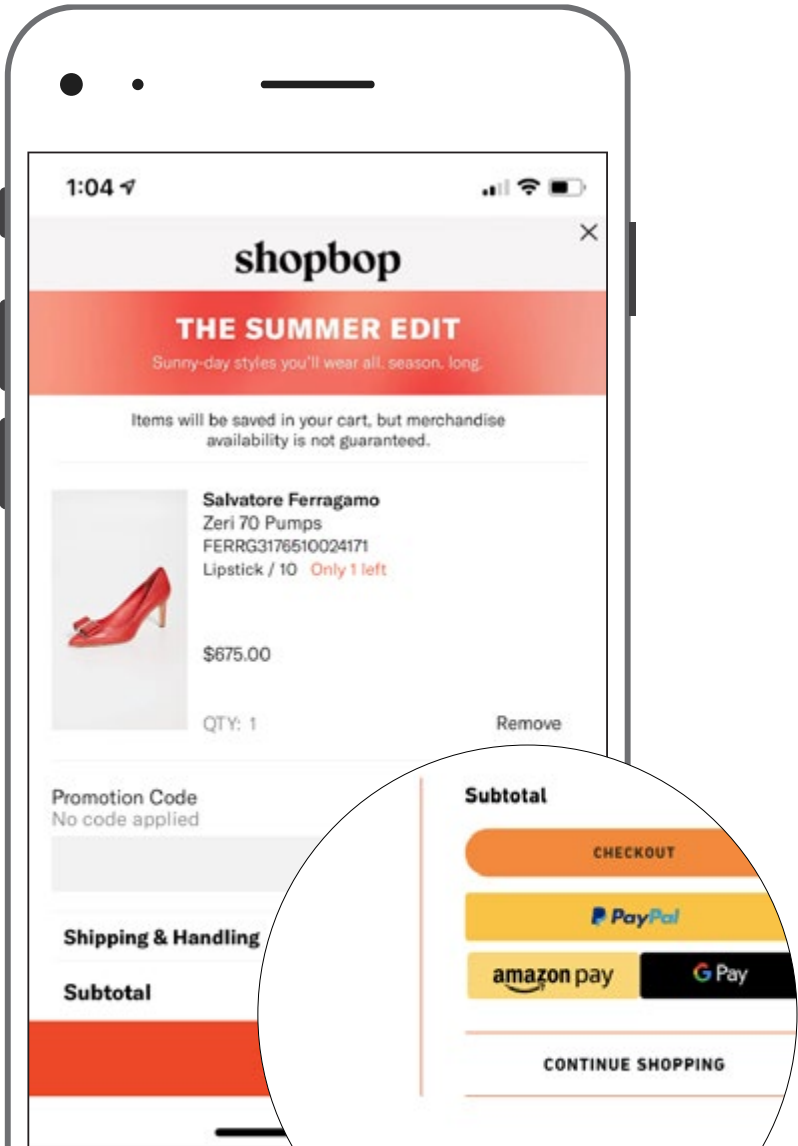 1:04
shopbop
THE SUMMER EDIT
Sunny-day styles you'll wear all. season. long.
Items will be saved in your cart, but merchandise
availability is not guaranteed.
Salvatore Ferragamo
Zeri 70 Pumps
FERRG3176510024171
Lipstick / 10 Only 1 left
$675.00
QTY: 1
Remove
Promotion Code
No code applied
Shipping & Handling
Subtotal
Subtotal
CHECKOUT
PayPal
amazon pay
G Pay
CONTINUE SHOPPING